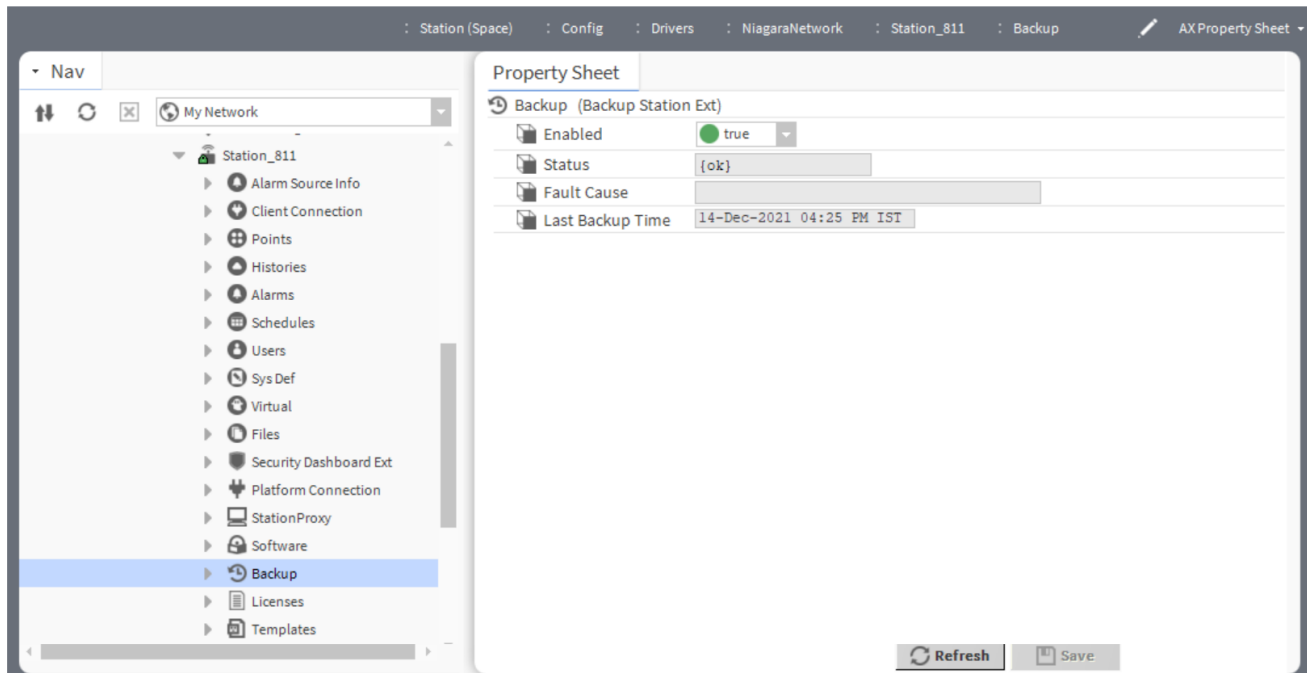 : Station (Space) : Config : Drivers : NiagaraNetwork : Station_811 : Backup AX Property Sheet
Nav
My Network
Station_811
Alarm Source Info
Client Connection
Points
Histories
Alarms
Schedules
Users
Sys Def
Virtual
Files
Security Dashboard Ext
Platform Connection
StationProxy
Software
Backup
Licenses
Templates
Property Sheet
Backup (Backup Station Ext)
Enabled true
Status {ok}
Fault Cause
Last Backup Time 14-Dec-2021 04:25 PM IST
Refresh Save